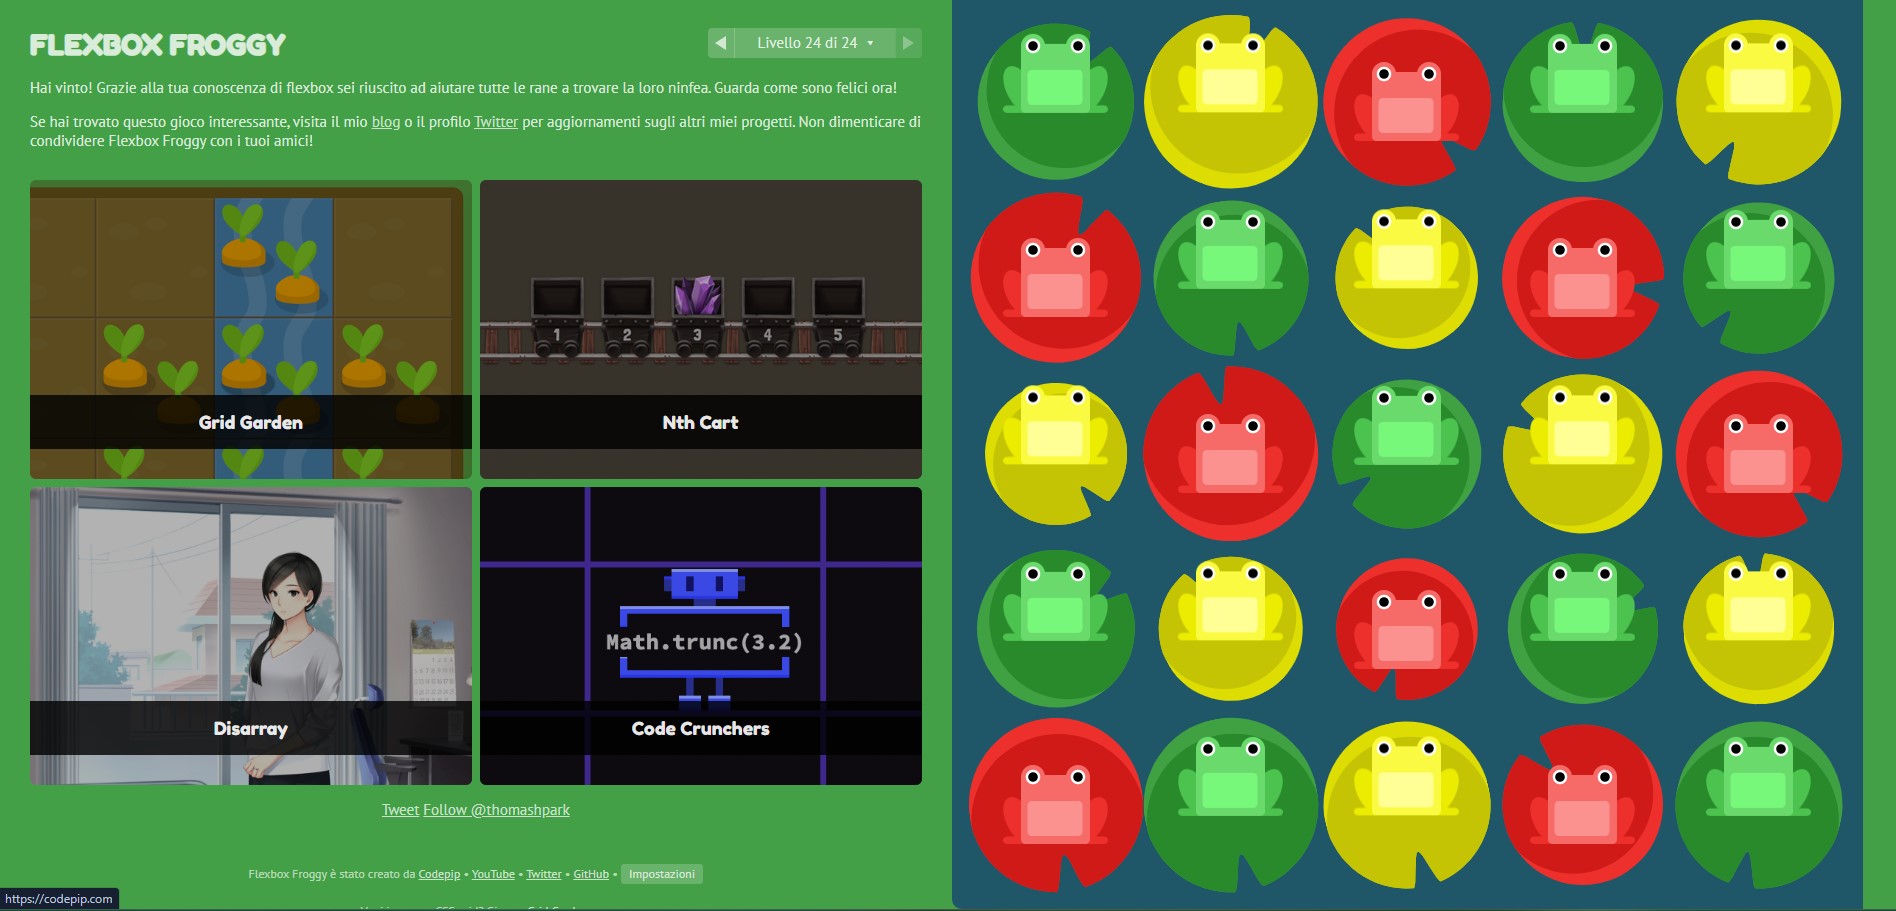 FLEXBOX FROGGY
Livello 24 di 24
Hai vinto! Grazie alla tua conoscenza di flexbox sei riuscito ad aiutare tutte le rane a trovare la loro ninfea. Guarda come sono felici ora!
Se hai trovato questo gioco interessante, visita il mio blog o il profilo Twitter per aggiornamenti sugli altri miei progetti. Non dimenticare di
condividere Flexbox Froggy con i tuoi amici!
1 2 3 4 5
Grid Garden
Nth Cart
Math.trunc(3.2)
Disarray
Code Crunchers
Tweet Follow @thomashpark
Flexbox Froggy è stato creato da Codepip • YouTube • Twitter • GitHub • Impostazioni
https://codepip.com